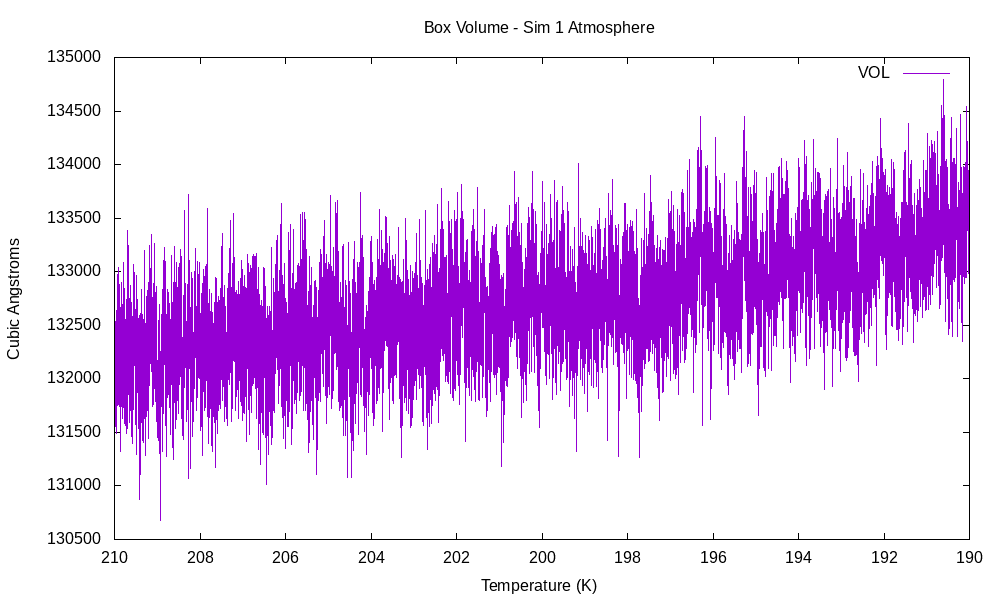 Box Volume - Sim 1 Atmosphere
VOL
135000
134500
134000
133500
133000
132500
132000
131500
131000
130500
Cubic Angstroms
210 208 206 204 202 200 198 196 194 192 190
Temperature (K)